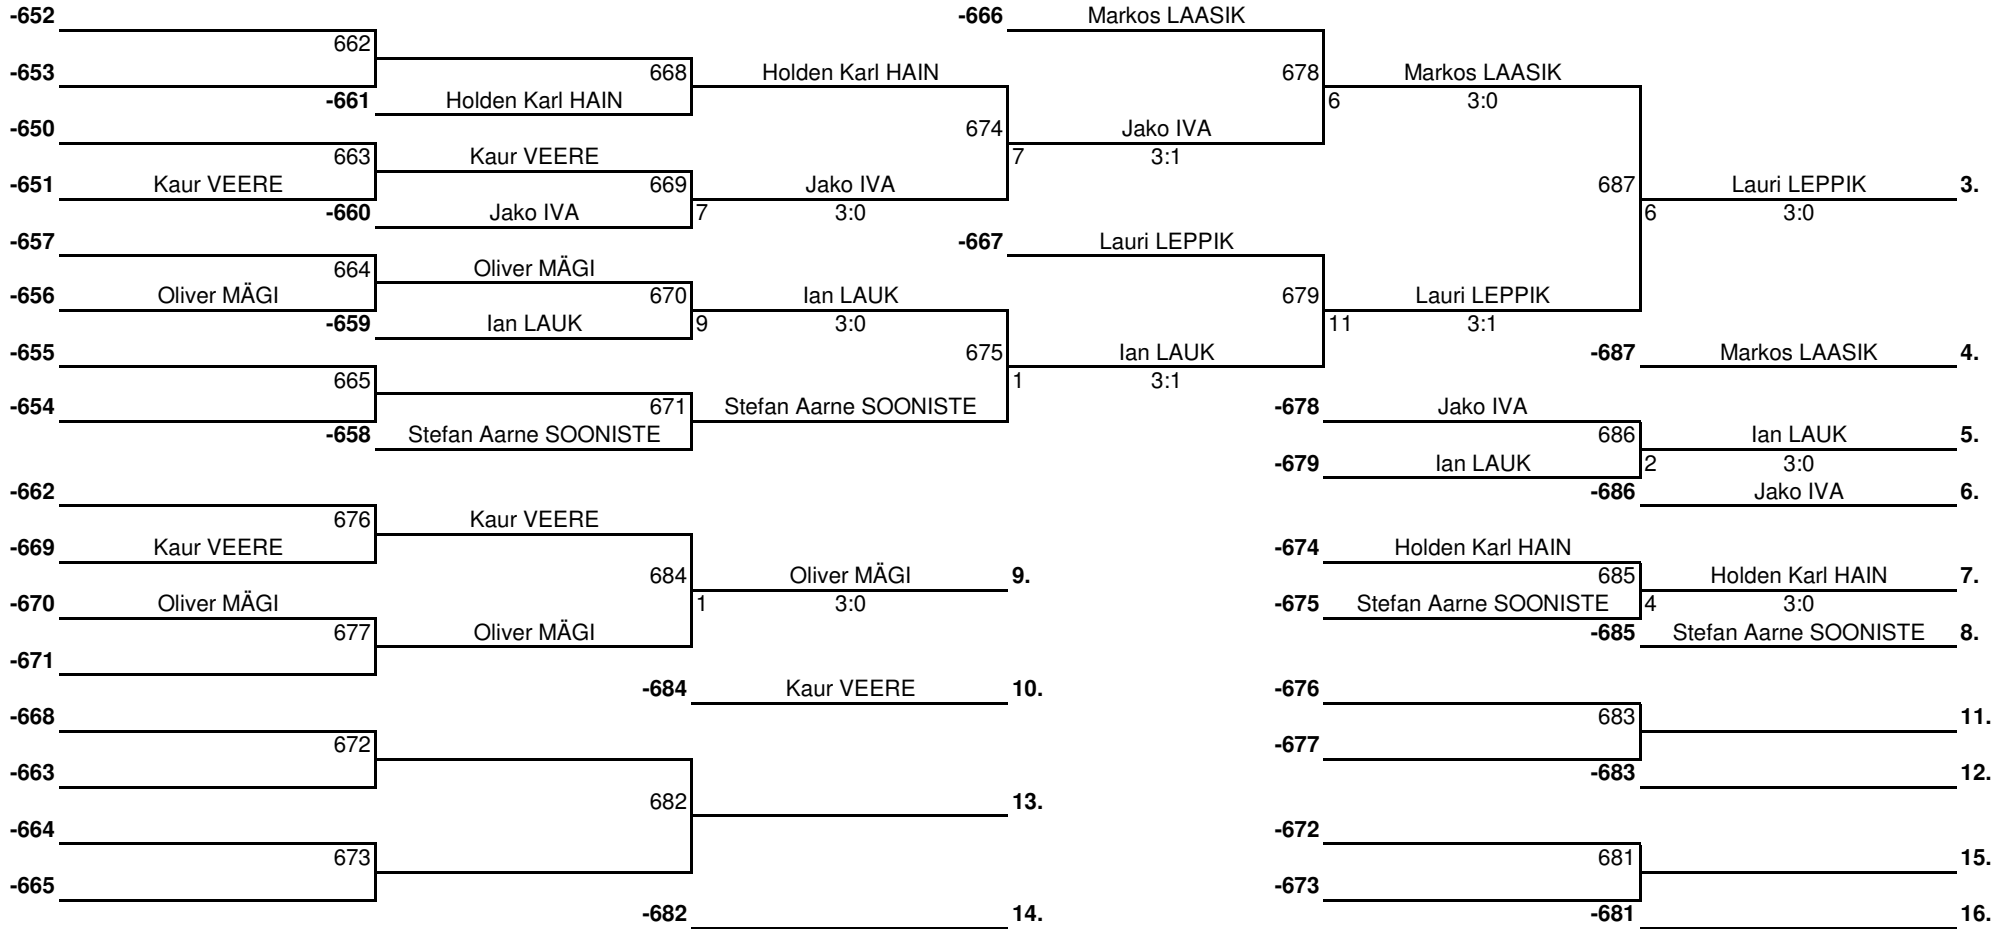 -652
-666 Markos LAASIK
662
-653 668 Holden Karl HAIN 678 Markos LAASIK
-661 Holden Karl HAIN 6 3:0
-650 674 Jako IVA
663 Kaur VEERE 7 3:1
-651 Kaur VEERE 669 Jako IVA 687 Lauri LEPPIK 3.
-660 Jako IVA 7 3:0 6 3:0
-657 -667 Lauri LEPPIK
664 Oliver MÄGI
-656 Oliver MÄGI 670 Ian LAUK 679 Lauri LEPPIK
-659 Ian LAUK 9 3:0 11 3:1
-655 675 Ian LAUK -687 Markos LAASIK 4.
665 1 3:1
-654 671 Stefan Aarne SOONISTE -678 Jako IVA
-658 Stefan Aarne SOONISTE 686 Ian LAUK 5.
-679 Ian LAUK 2 3:0
-662 -686 Jako IVA 6.
676 Kaur VEERE
-669 Kaur VEERE -674 Holden Karl HAIN
684 Oliver MÄGI 9. 685 Holden Karl HAIN 7.
-670 Oliver MÄGI 1 3:0 -675 Stefan Aarne SOONISTE 4 3:0
677 Oliver MÄGI -685 Stefan Aarne SOONISTE 8.
-671
-684 Kaur VEERE 10. -676
-668 683 11.
672 -677
-663 -683 12.
682 13.
-664 -672
673 681 15.
-665 -673
-682 14. -681 16.